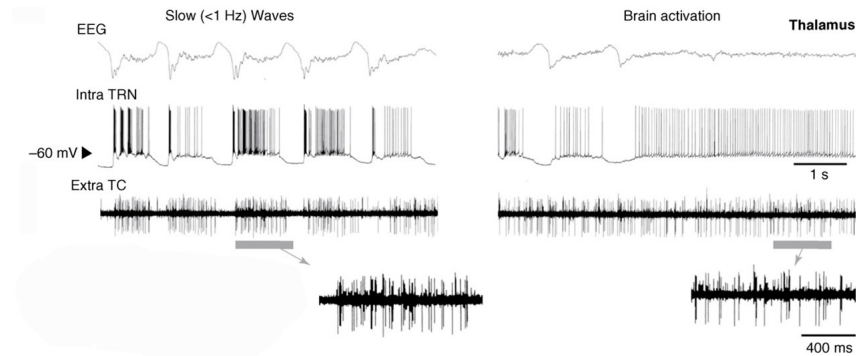 Slow (<1 Hz) Waves
Brain activation
Thalamus
EEG
Intra TRN
–60 mV
1 s
Extra TC
400 ms